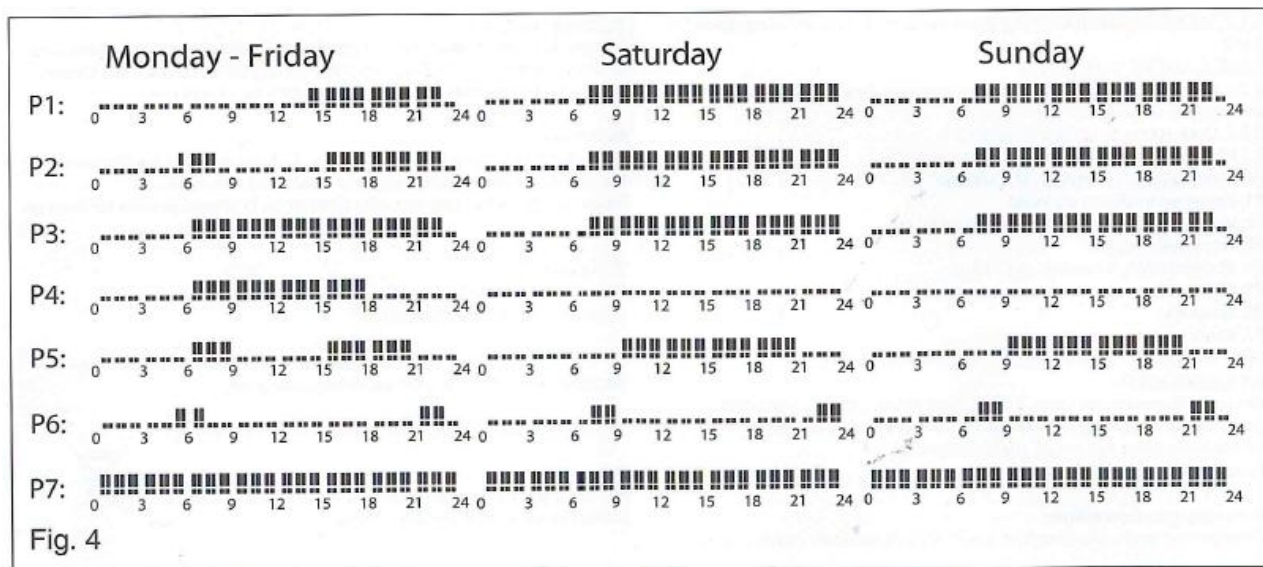 Monday - Friday Saturday Sunday
P1:
0 3 6 9 12 15 18 21 24 0 3 6 9 12 15 18 21 24 0 3 6 9 12 15 18 21 24
P2:
0 3 6 9 12 15 18 21 24 0 3 6 9 12 15 18 21 24 0 3 6 9 12 15 18 21 24
P3:
0 3 6 9 12 15 18 21 24 0 3 6 9 12 15 18 21 24 0 3 6 9 12 15 18 21 24
P4:
0 3 6 9 12 15 18 21 24 0 3 6 9 12 15 18 21 24 0 3 6 9 12 15 18 21 24
P5:
0 3 6 9 12 15 18 21 24 0 3 6 9 12 15 18 21 24 0 3 6 9 12 15 18 21 24
P6:
0 3 6 9 12 15 18 21 24 0 3 6 9 12 15 18 21 24 0 3 6 9 12 15 18 21 24
P7:
0 3 6 9 12 15 18 21 24 0 3 6 9 12 15 18 21 24 0 3 6 9 12 15 18 21 24
Fig. 4